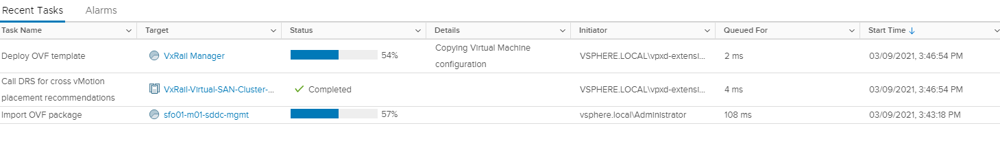 Recent Tasks Alarms
Task Name Target Status Details Initiator Queued For Start Time
Deploy OVF template VxRail Manager 54% Copying Virtual Machine configuration VSPHERE.LOCAL\vpxd-extensi... 2 ms 03/09/2021, 3:46:54 PM
Call DRS for cross vMotion placement recommendations VxRail-Virtual-SAN-Cluster-... Completed VSPHERE.LOCAL\vpxd-extensi... 4 ms 03/09/2021, 3:46:54 PM
Import OVF package sfo01-m01-sddc-mgmt 57% vsphere.local\Administrator 108 ms 03/09/2021, 3:43:18 PM